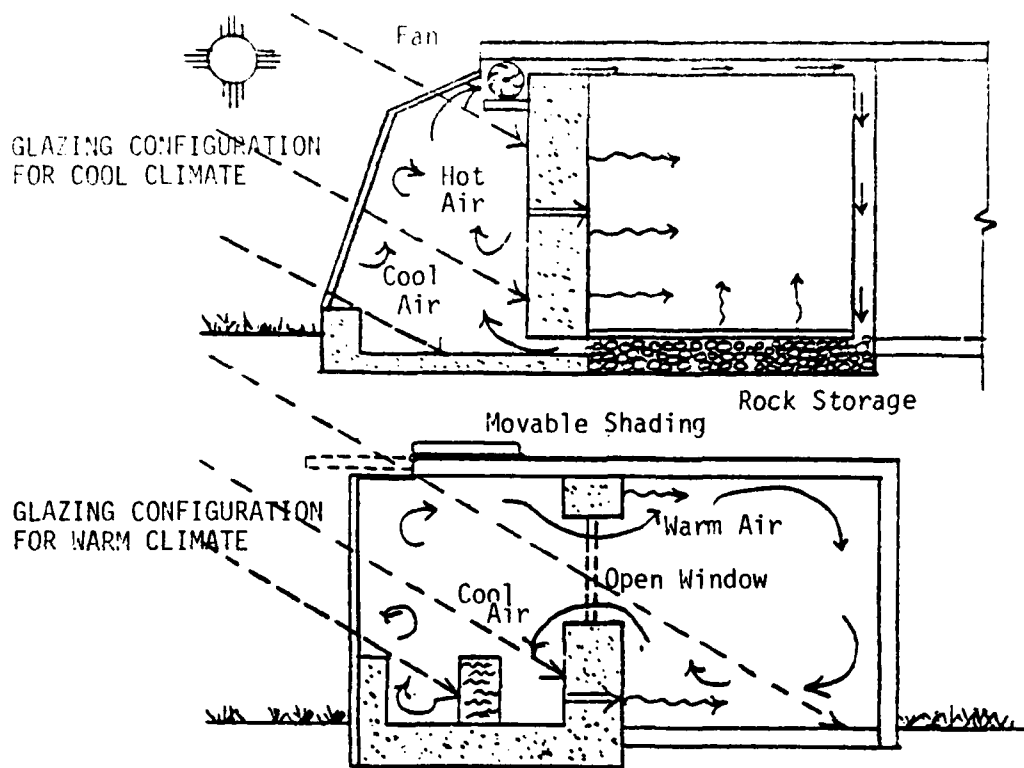 Fan
GLAZING CONFIGURATION
FOR COOL CLIMATE
Hot
Air
Cool
Air
Rock Storage
Movable Shading
GLAZING CONFIGURATION
FOR WARM CLIMATE
Warm Air
Open Window
Cool
Air